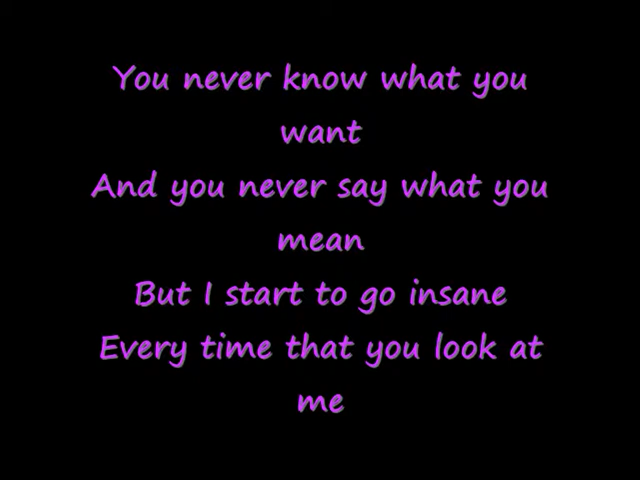 You never know what you
want
And you never say what you
mean
But I start to go insane
Every time that you look at
me